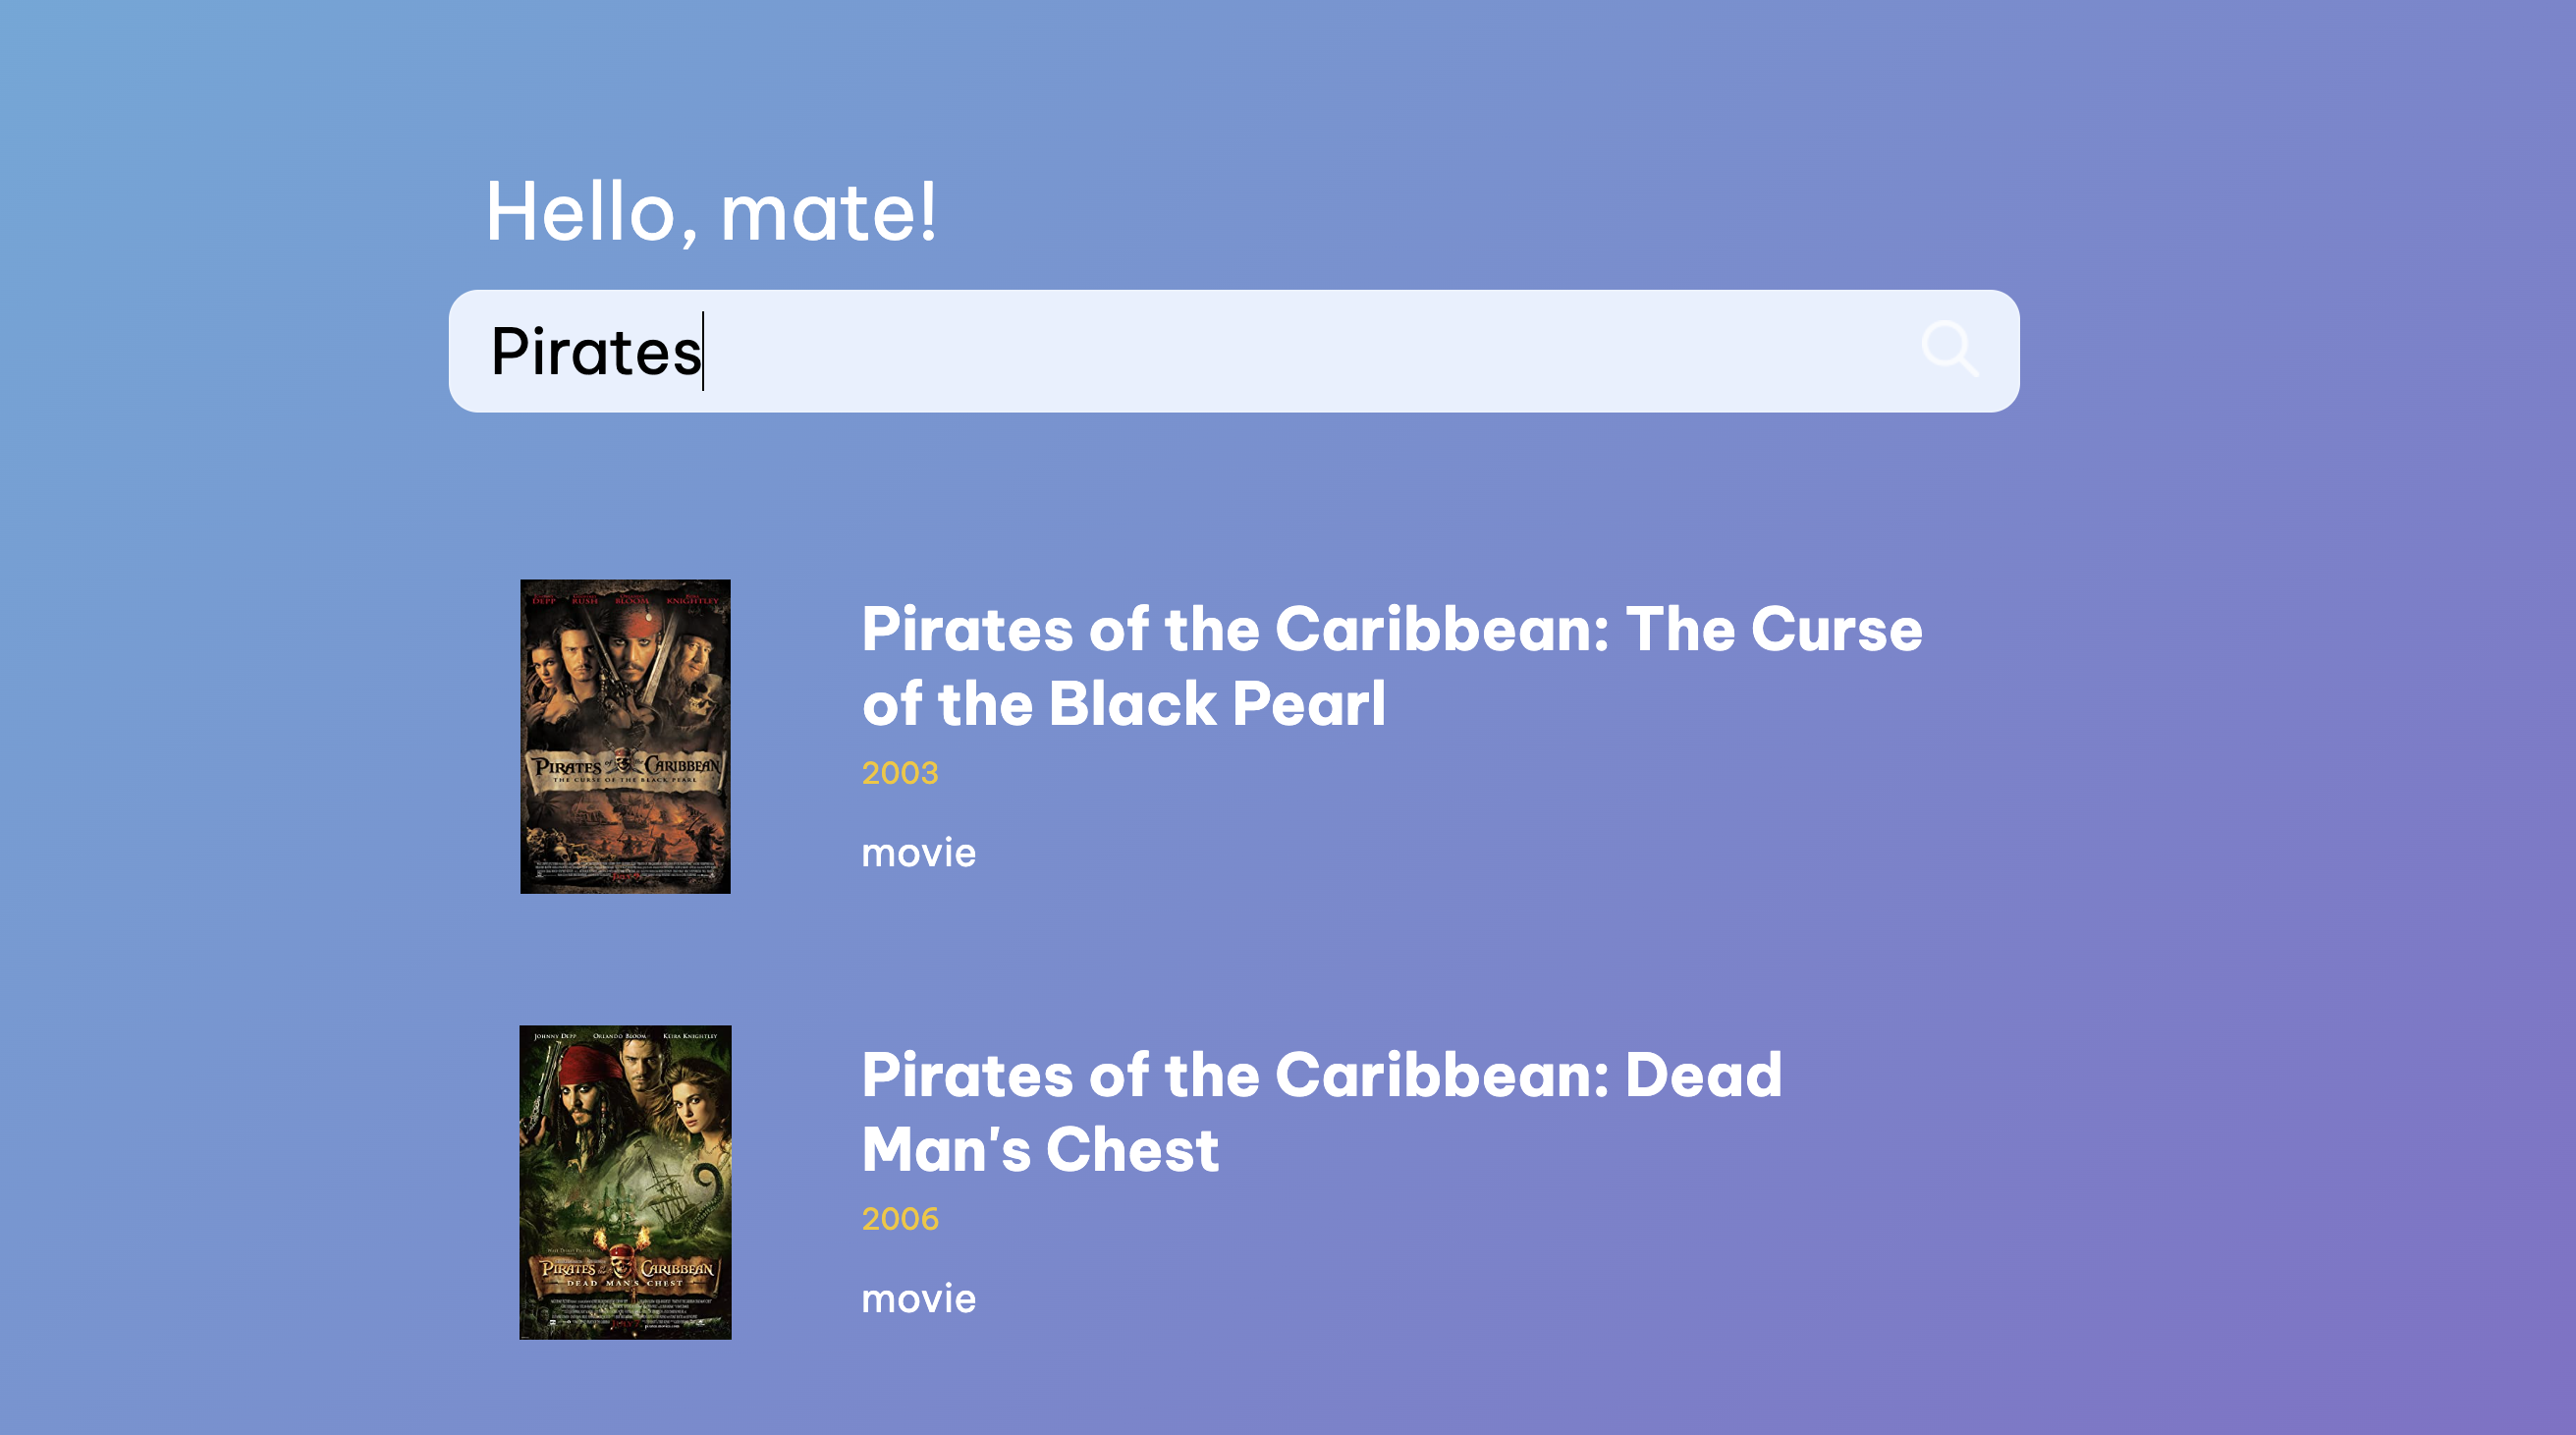 Hello, mate!
Pirates
DEPP RUSH BLOOM KNIGHTLEY
Pirates of the Caribbean: The Curse
of the Black Pearl
PIRATES of the CARIBBEAN
THE CURSE OF THE BLACK PEARL
2003
movie
JOHNNY DEPP ORLANDO BLOOM KEIRA KNIGHTLEY
Pirates of the Caribbean: Dead
Man's Chest
2006
PIRATES of the CARIBBEAN
DEAD MAN'S CHEST
movie